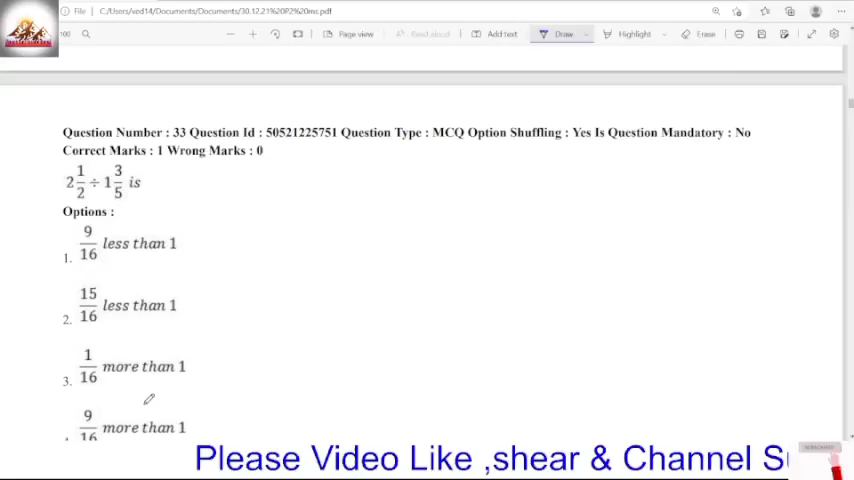 File C:/Users/ved14/Documents/Documents/30.12.21%20P2%20ms.pdf
100 Page view Read aloud Add text Draw Highlight Erase
Question Number : 33 Question Id : 50521225751 Question Type : MCQ Option Shuffling : Yes Is Question Mandatory : No
Correct Marks : 1 Wrong Marks : 0
2 1/2 ÷ 1 3/5 is
Options :
1. 9/16 less than 1
2. 15/16 less than 1
3. 1/16 more than 1
9/16 more than 1
Please Video Like ,shear & Channel Su